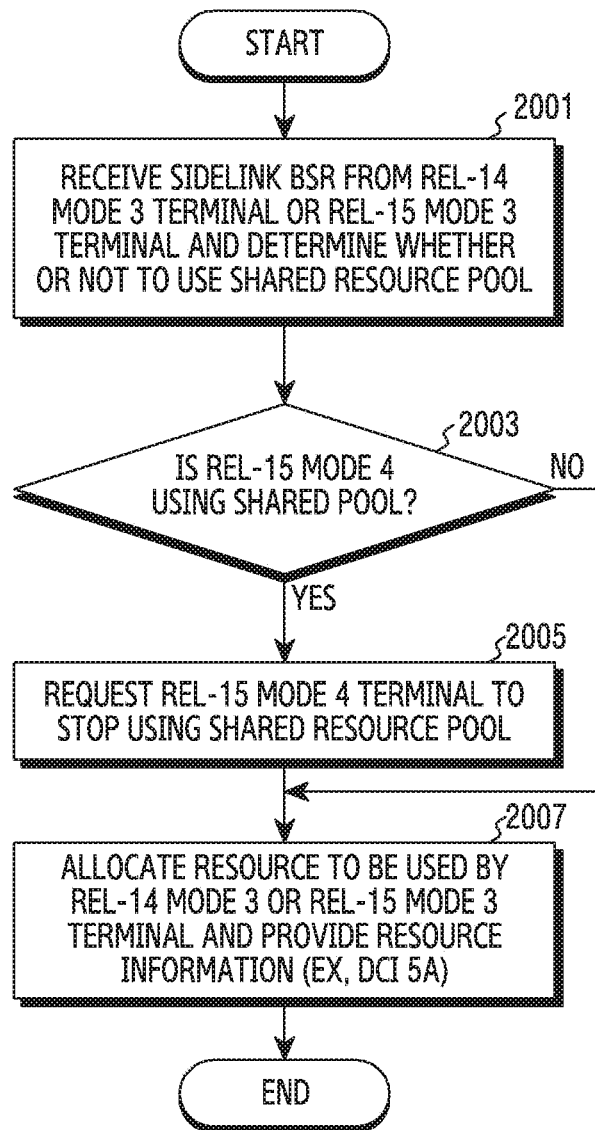 START
2001
RECEIVE SIDELINK BSR FROM REL-14
MODE 3 TERMINAL OR REL-15 MODE 3
TERMINAL AND DETERMINE WHETHER
OR NOT TO USE SHARED RESOURCE POOL
2003
IS REL-15 MODE 4
USING SHARED POOL?
NO
YES
2005
REQUEST REL-15 MODE 4 TERMINAL TO
STOP USING SHARED RESOURCE POOL
2007
ALLOCATE RESOURCE TO BE USED BY
REL-14 MODE 3 OR REL-15 MODE 3
TERMINAL AND PROVIDE RESOURCE
INFORMATION (EX, DCI 5A)
END